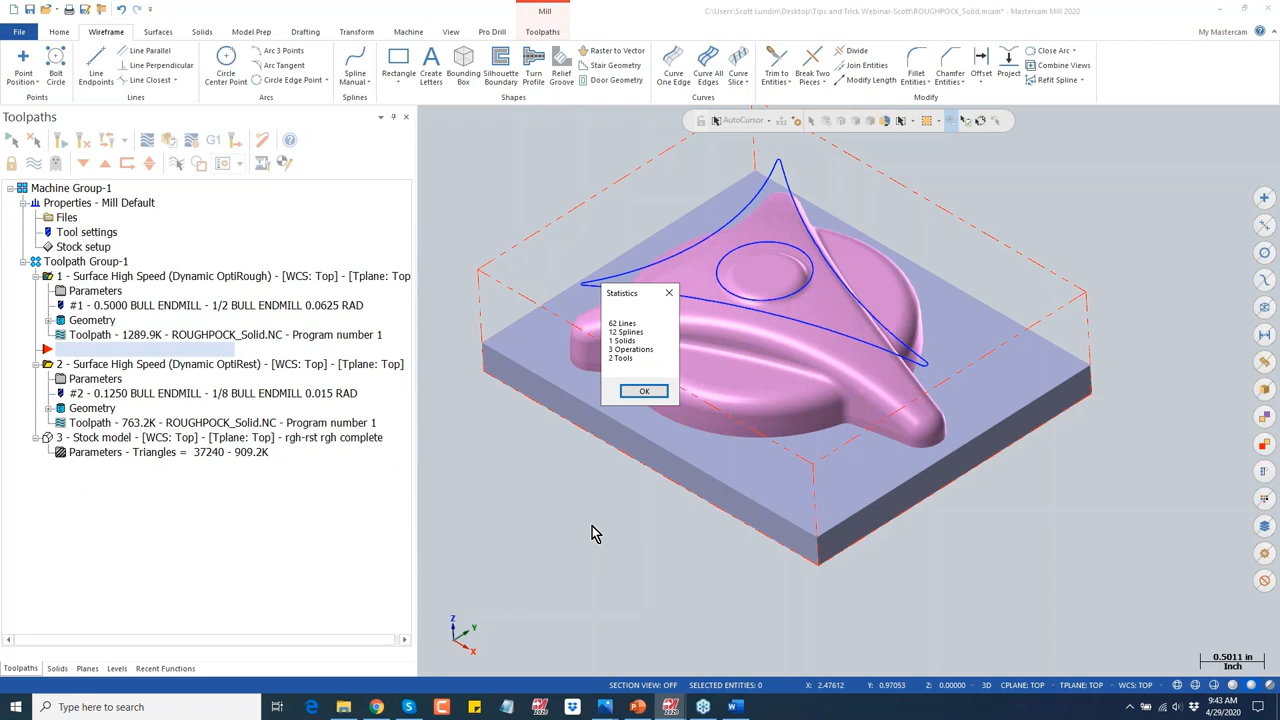 Mill
C:\Users\Scott Lundin\Desktop\Tips and Trick Webinar-Scott\ROUGHPOCK_Solid.mcam* - Mastercam Mill 2020
File Home Wireframe Surfaces Solids Model Prep Drafting Transform Machine View Pro Drill Toolpaths My Mastercam
Point Position
Bolt Circle
Points
Line Endpoints
Line Parallel
Line Perpendicular
Line Closest
Lines
Circle Center Point
Arc 3 Points
Arc Tangent
Circle Edge Point
Arcs
Spline Manual
Splines
Rectangle
Create Letters
Bounding Box
Silhouette Boundary
Turn Profile
Relief Groove
Raster to Vector
Stair Geometry
Door Geometry
Shapes
Curve One Edge
Curve All Edges
Curve Slice
Curves
Trim to Entities
Break Two Pieces
Divide
Join Entities
Modify Length
Fillet Entities
Chamfer Entities
Offset
Project
Close Arc
Combine Views
Refit Spline
Modify
Toolpaths
G1
AutoCursor
Machine Group-1
Properties - Mill Default
Files
Tool settings
Stock setup
Toolpath Group-1
1 - Surface High Speed (Dynamic OptiRough) - [WCS: Top] - [Tplane: Top
Parameters
#1 - 0.5000 BULL ENDMILL - 1/2 BULL ENDMILL 0.0625 RAD
Geometry
Toolpath - 1289.9K - ROUGHPOCK_Solid.NC - Program number 1
2 - Surface High Speed (Dynamic OptiRest) - [WCS: Top] - [Tplane: Top]
Parameters
#2 - 0.1250 BULL ENDMILL - 1/8 BULL ENDMILL 0.015 RAD
Geometry
Toolpath - 763.2K - ROUGHPOCK_Solid.NC - Program number 1
3 - Stock model - [WCS: Top] - [Tplane: Top] - rgh-rst rgh complete
Parameters - Triangles = 37240 - 909.2K
Statistics
62 Lines
12 Splines
1 Solids
3 Operations
2 Tools
OK
Z
Y
X
0.5011 in
Inch
Toolpaths Solids Planes Levels Recent Functions
SECTION VIEW: OFF SELECTED ENTITIES: 0 X: 2.47612 Y: 0.97053 Z: 0.00000 3D CPLANE: TOP TPLANE: TOP WCS: TOP
Type here to search
2020
2020
9:43 AM
4/29/2020